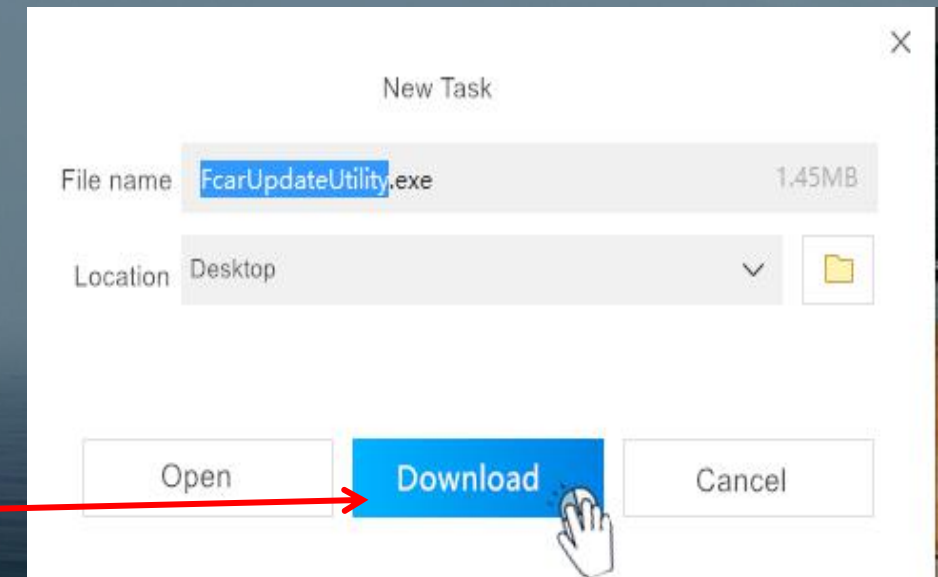 New Task
File name FcarUpdateUtility.exe 1.45MB
Location Desktop
Open Download Cancel